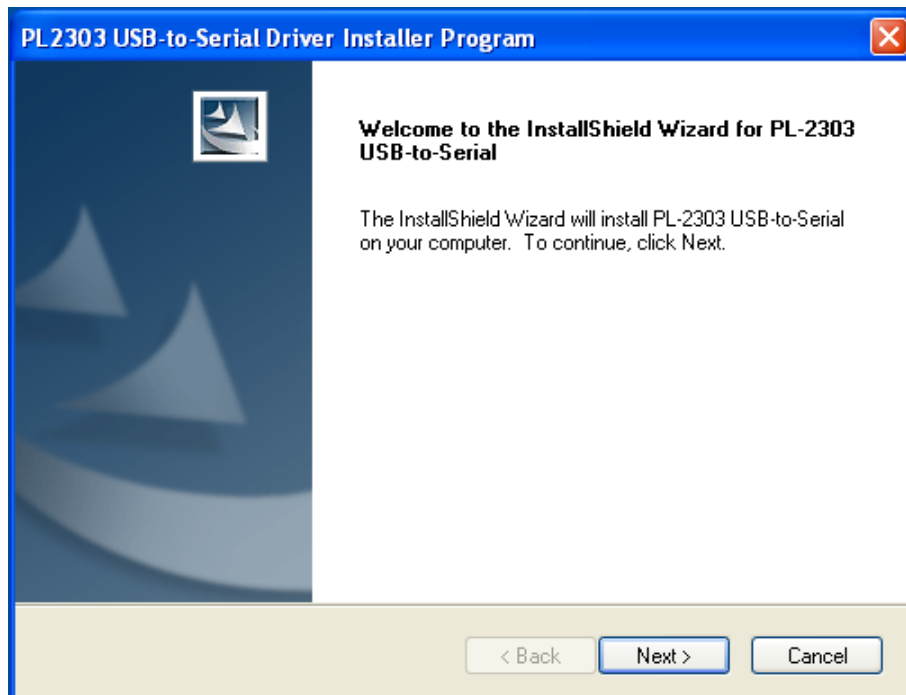 PL2303 USB-to-Serial Driver Installer Program
Welcome to the InstallShield Wizard for PL-2303
USB-to-Serial
The InstallShield Wizard will install PL-2303 USB-to-Serial
on your computer. To continue, click Next.
< Back
Next >
Cancel